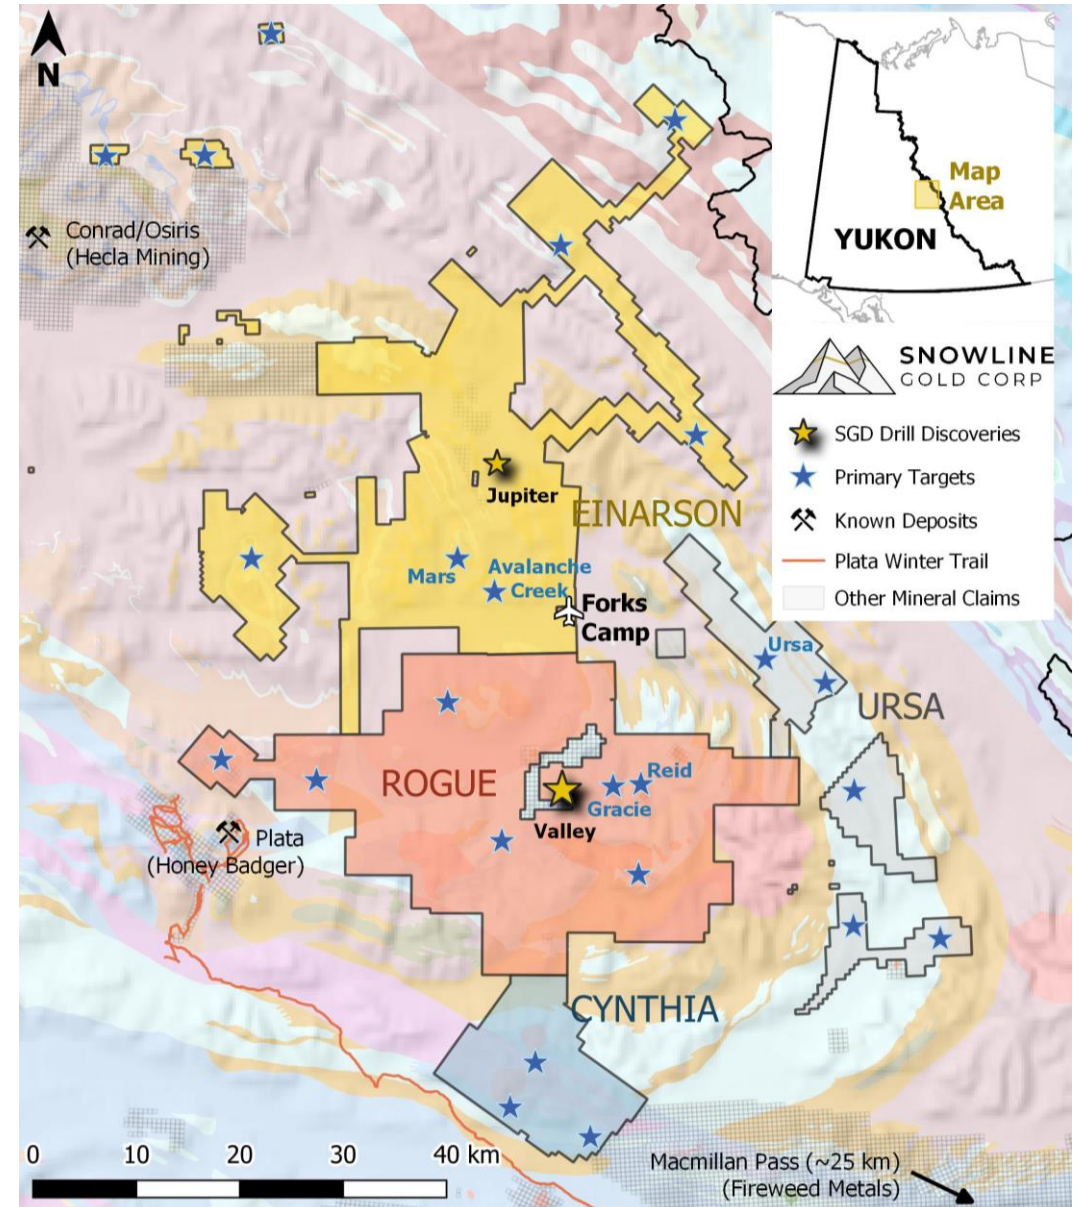 N
Conrad/Osiris
(Hecla Mining)
Map
Area
YUKON
SNOWLINE
GOLD CORP
SGD Drill Discoveries
Primary Targets
Known Deposits
Plata Winter Trail
Other Mineral Claims
Jupiter
EINARSON
Mars
Avalanche
Creek
Forks
Camp
Ursa
URSA
ROGUE
Reid
Gracie
Valley
Plata
(Honey Badger)
CYNTHIA
0 10 20 30 40 km
Macmillan Pass (~25 km)
(Fireweed Metals)